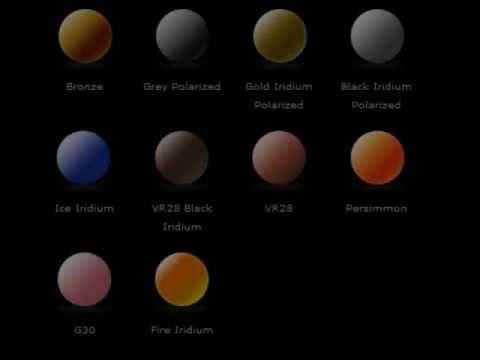 Bronze
Grey Polarized
Gold Iridium
Polarized
Black Iridium
Polarized
Ice Iridium
VR28 Black
Iridium
VR28
Persimmon
G30
Fire Iridium